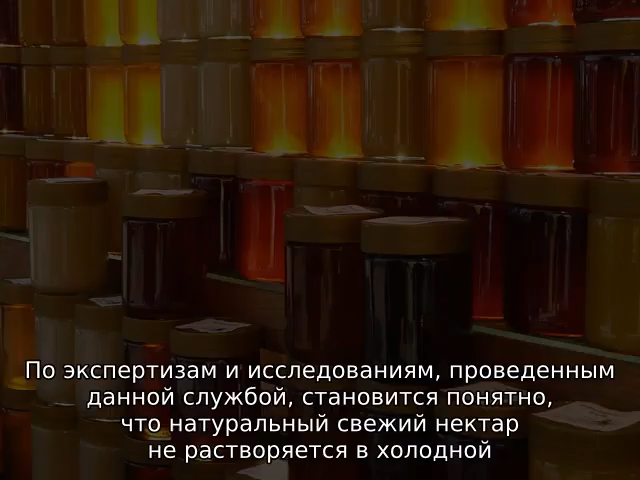 По экспертизам и исследованиям, проведенным
данной службой, становится понятно,
что натуральный свежий нектар
не растворяется в холодной